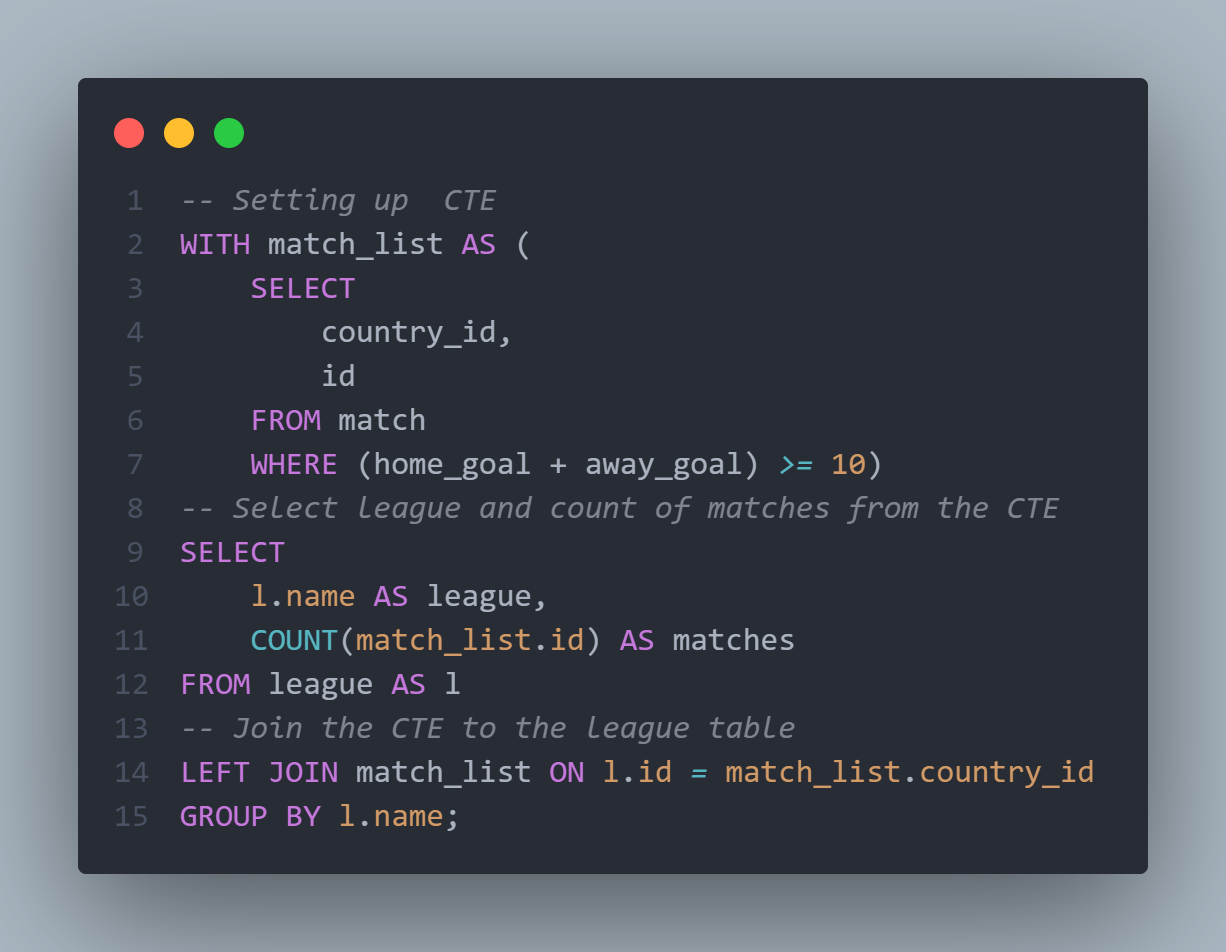 1 -- Setting up  CTE
2 WITH match_list AS (
3     SELECT
4         country_id,
5         id
6     FROM match
7     WHERE (home_goal + away_goal) >= 10)
8 -- Select league and count of matches from the CTE
9 SELECT
10     l.name AS league,
11     COUNT(match_list.id) AS matches
12 FROM league AS l
13 -- Join the CTE to the league table
14 LEFT JOIN match_list ON l.id = match_list.country_id
15 GROUP BY l.name;